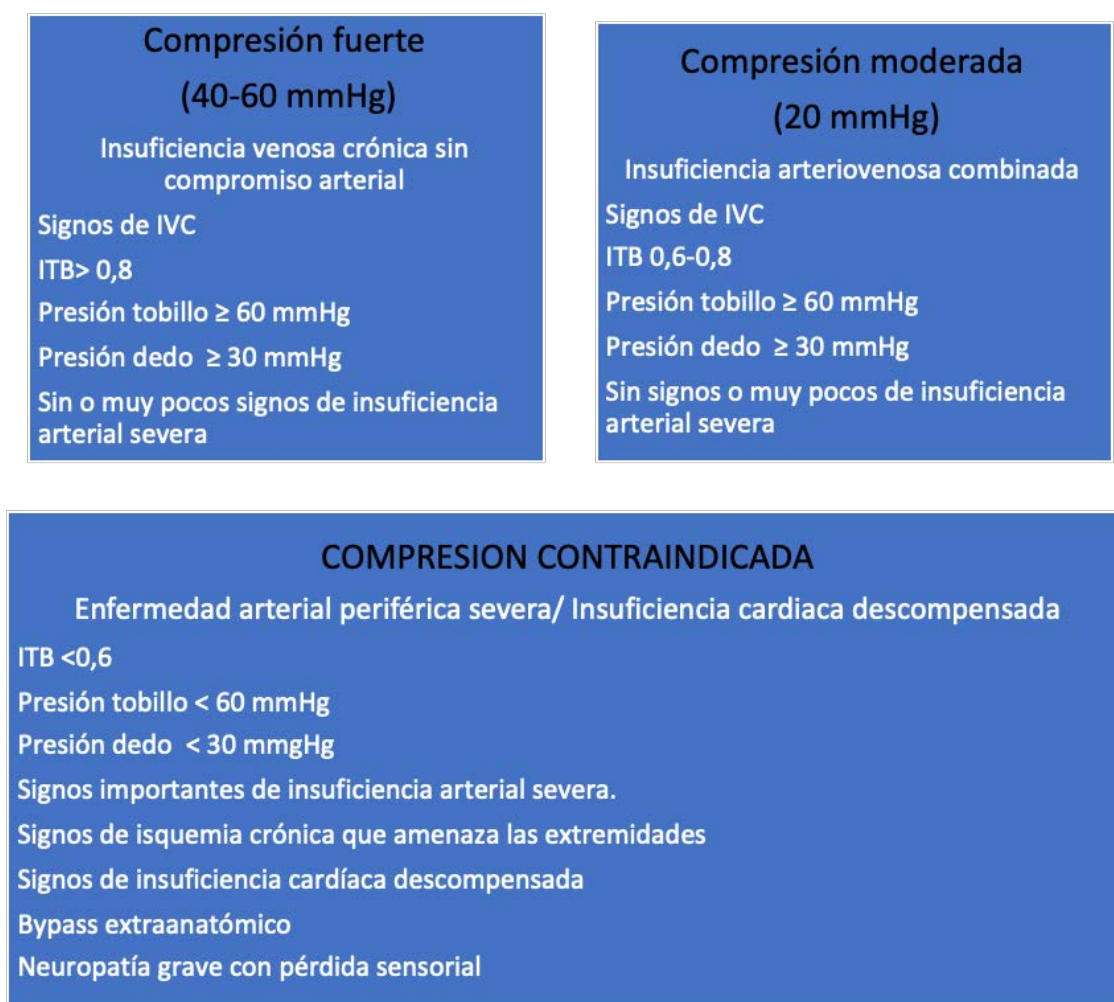 Compresión fuerte
(40-60 mmHg)
Insuficiencia venosa crónica sin
compromiso arterial
Signos de IVC
ITB> 0,8
Presión tobillo ≥ 60 mmHg
Presión dedo  ≥ 30 mmHg
Sin o muy pocos signos de insuficiencia
arterial severa
Compresión moderada
(20 mmHg)
Insuficiencia arteriovenosa combinada
Signos de IVC
ITB 0,6-0,8
Presión tobillo ≥ 60 mmHg
Presión dedo  ≥ 30 mmHg
Sin signos o muy pocos de insuficiencia
arterial severa
COMPRESION CONTRAINDICADA
Enfermedad arterial periférica severa/ Insuficiencia cardiaca descompensada
ITB <0,6
Presión tobillo < 60 mmHg
Presión dedo  < 30 mmgHg
Signos importantes de insuficiencia arterial severa.
Signos de isquemia crónica que amenaza las extremidades
Signos de insuficiencia cardíaca descompensada
Bypass extraanatómico
Neuropatía grave con pérdida sensorial